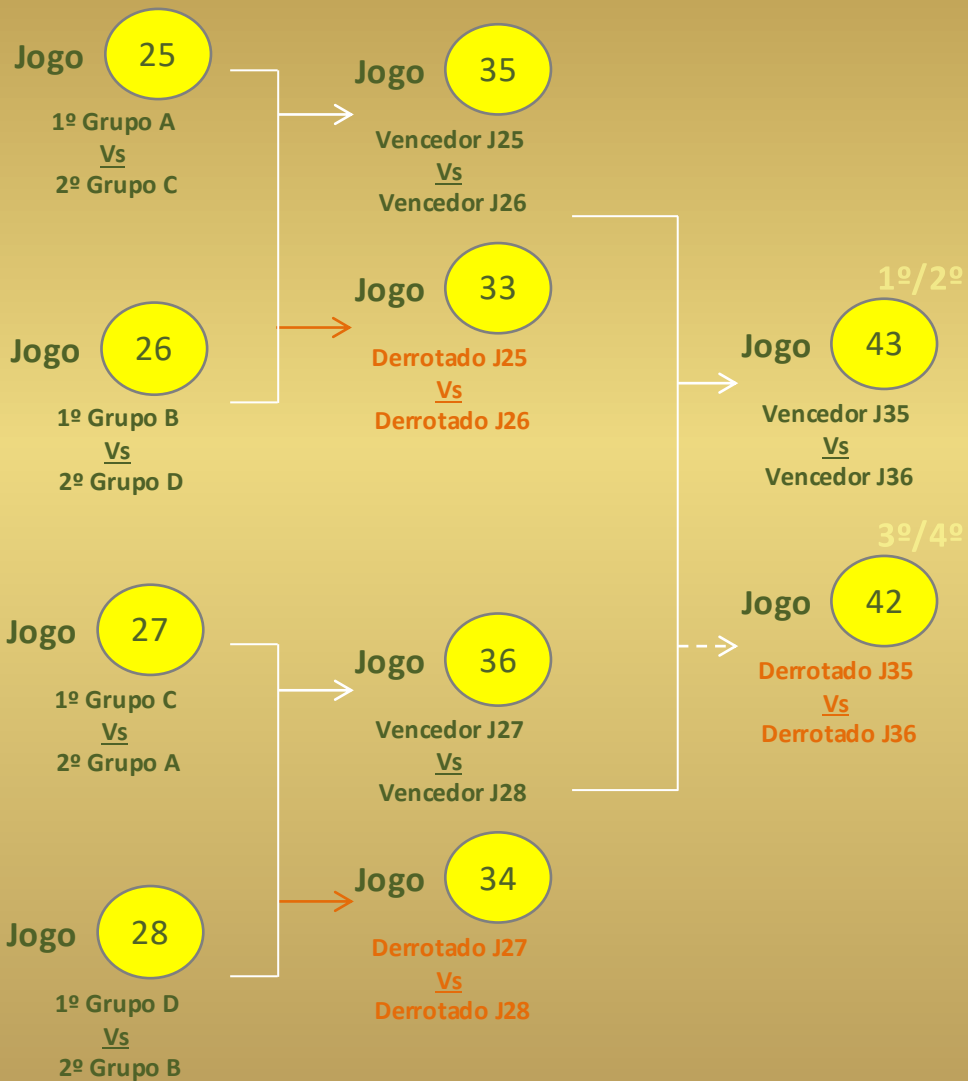 Jogo 25
1º Grupo A
Vs
2º Grupo C
Jogo 26
1º Grupo B
Vs
2º Grupo D
Jogo 27
1º Grupo C
Vs
2º Grupo A
Jogo 28
1º Grupo D
Vs
2º Grupo B
Jogo 35
Vencedor J25
Vs
Vencedor J26
Jogo 33
Derrotado J25
Vs
Derrotado J26
Jogo 36
Vencedor J27
Vs
Vencedor J28
Jogo 34
Derrotado J27
Vs
Derrotado J28
1º/2º
Jogo 43
Vencedor J35
Vs
Vencedor J36
3º/4º
Jogo 42
Derrotado J35
Vs
Derrotado J36